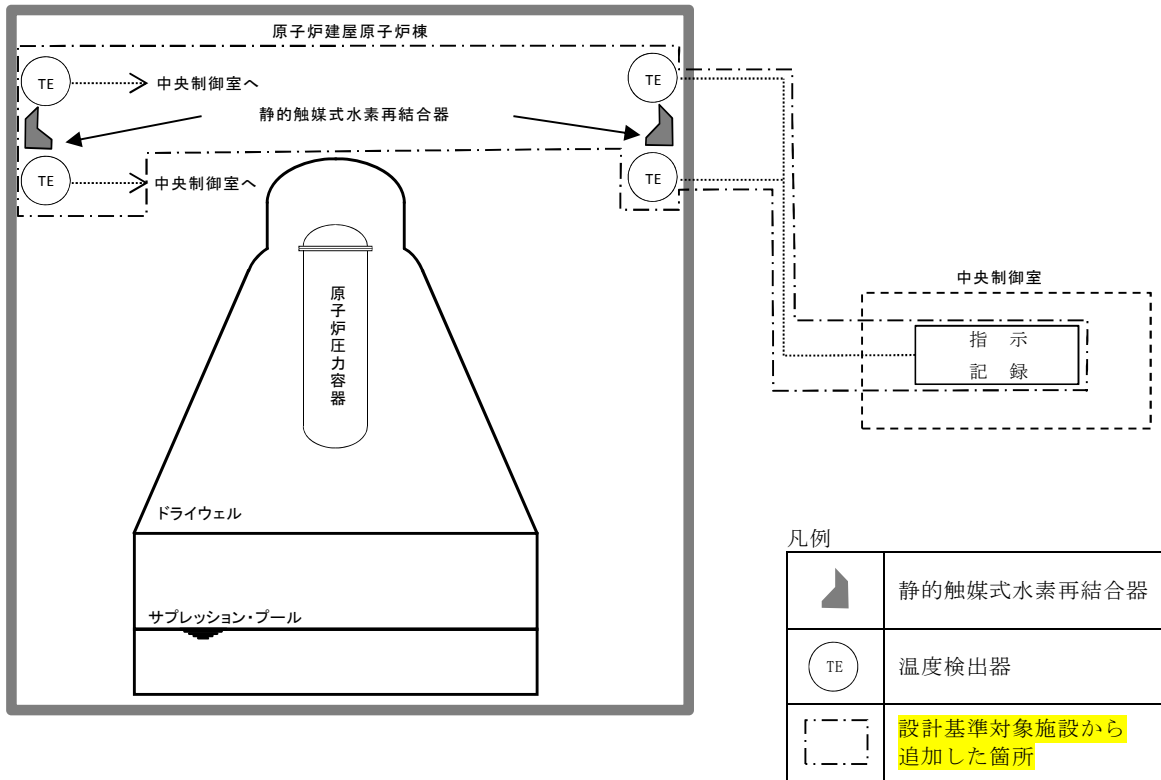 原子炉建屋原子炉棟
TE
中央制御室へ
TE
静的触媒式水素再結合器
TE
中央制御室へ
TE
原子炉圧力容器
中央制御室
指 示
記 録
ドライウェル
サプレッション・プール
凡例
静的触媒式水素再結合器
TE
温度検出器
設計基準対象施設から
追加した箇所